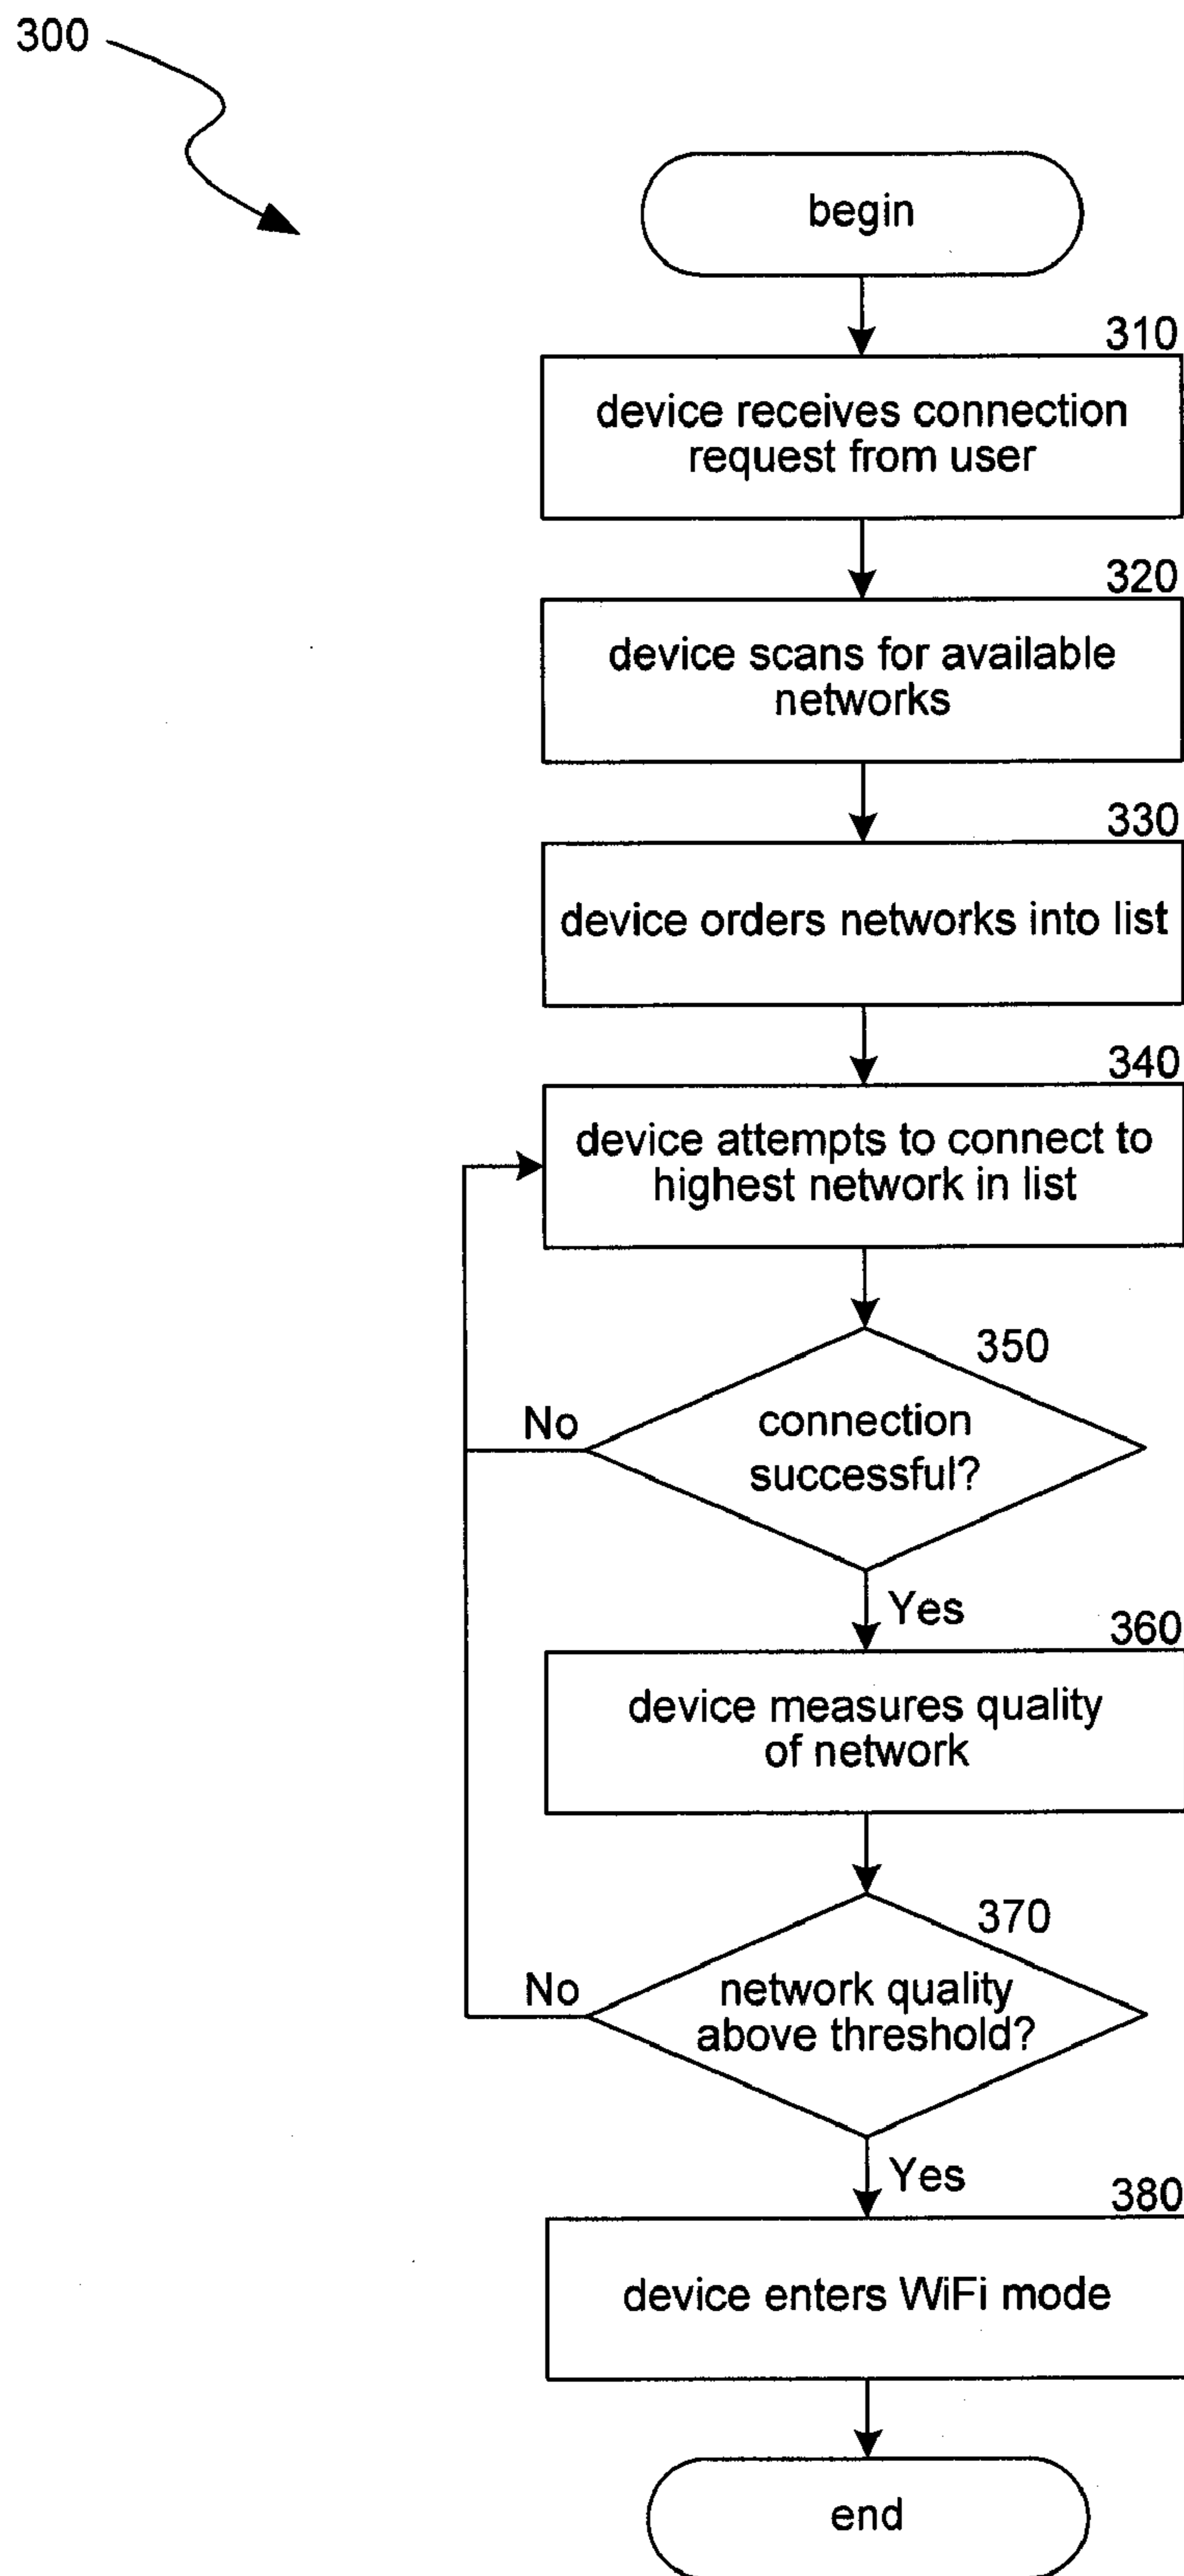 300
begin
310
device receives connection
request from user
320
device scans for available
networks
330
device orders networks into list
340
device attempts to connect to
highest network in list
350
connection
successful?
No
Yes
360
device measures quality
of network
370
network quality
above threshold?
No
Yes
380
device enters WiFi mode
end